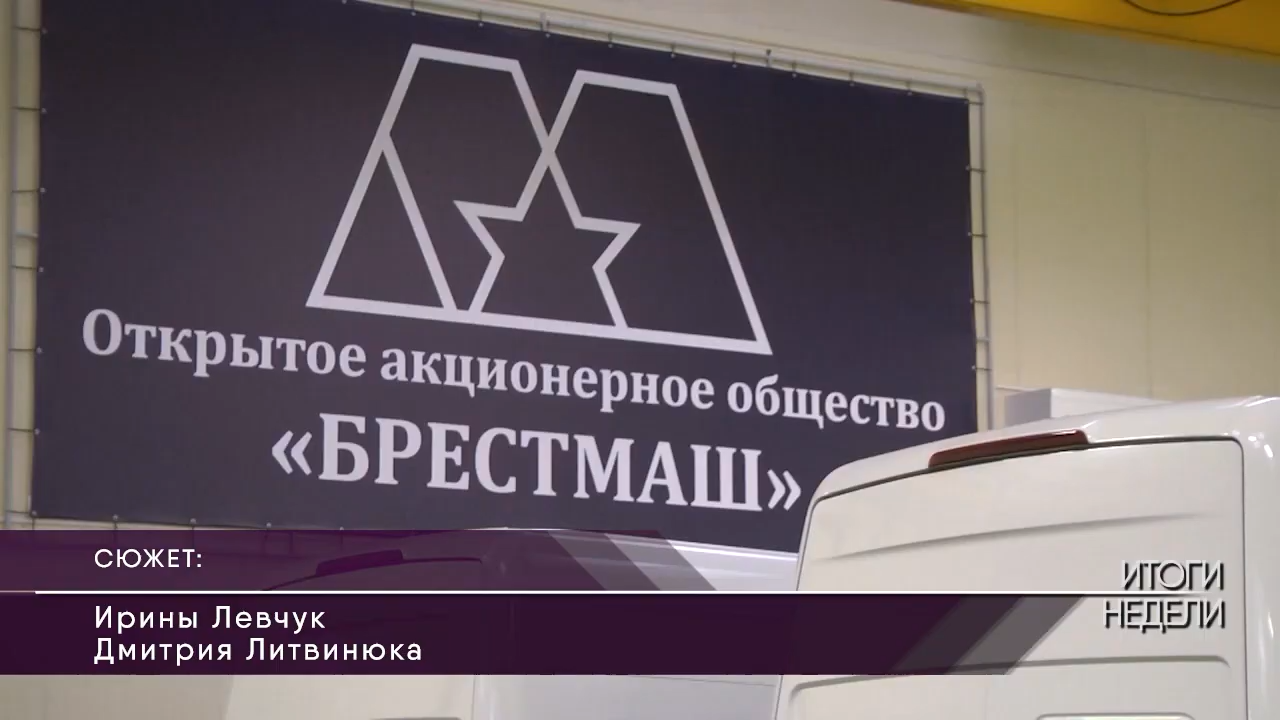 Открытое акционерное общество
«БРЕСТМАШ»
СЮЖЕТ:
Ирины Левчук
Дмитрия Литвинюка
ИТОГИ
НЕДЕЛИ